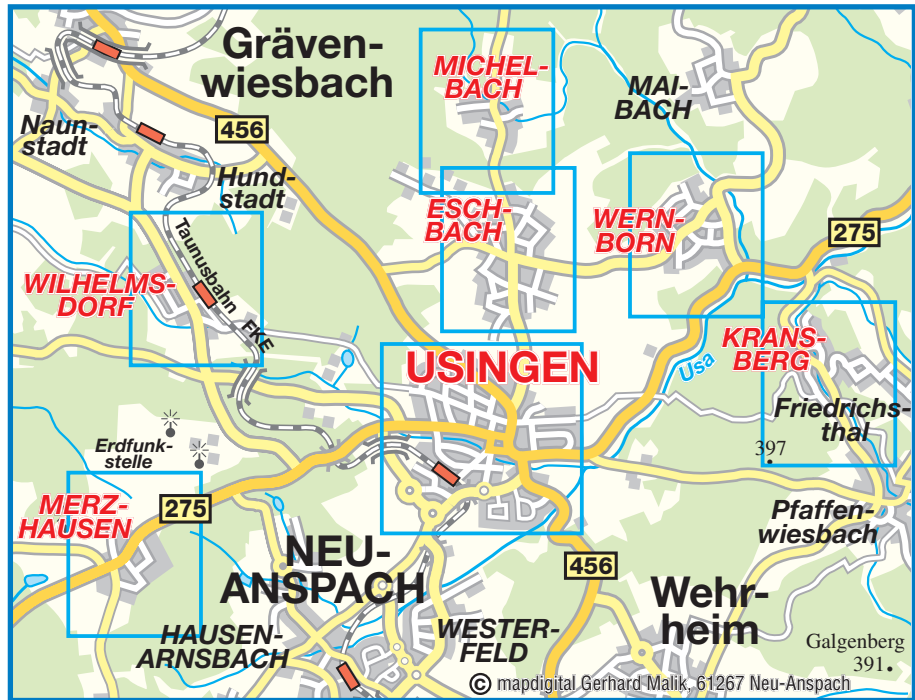 Gräven-
wiesbach
MICHEL-
BACH
MAI-
BACH
456
Naun-
stadt
Hund-
stadt
ESCH-
BACH
WERN-
BORN
275
Taunusbahn FKE
WILHELMS-
DORF
USINGEN
Usa
KRANS-
BERG
Friedrichs-
thal
397
Erdfunk-
stelle
MERZ-
HAUSEN
275
Pfaffen-
wiesbach
NEU-
ANSPACH
456
Wehr-
heim
HAUSEN-
ARNSBACH
WESTER-
FELD
Galgenberg
391
© mapdigital Gerhard Malik, 61267 Neu-Anspach